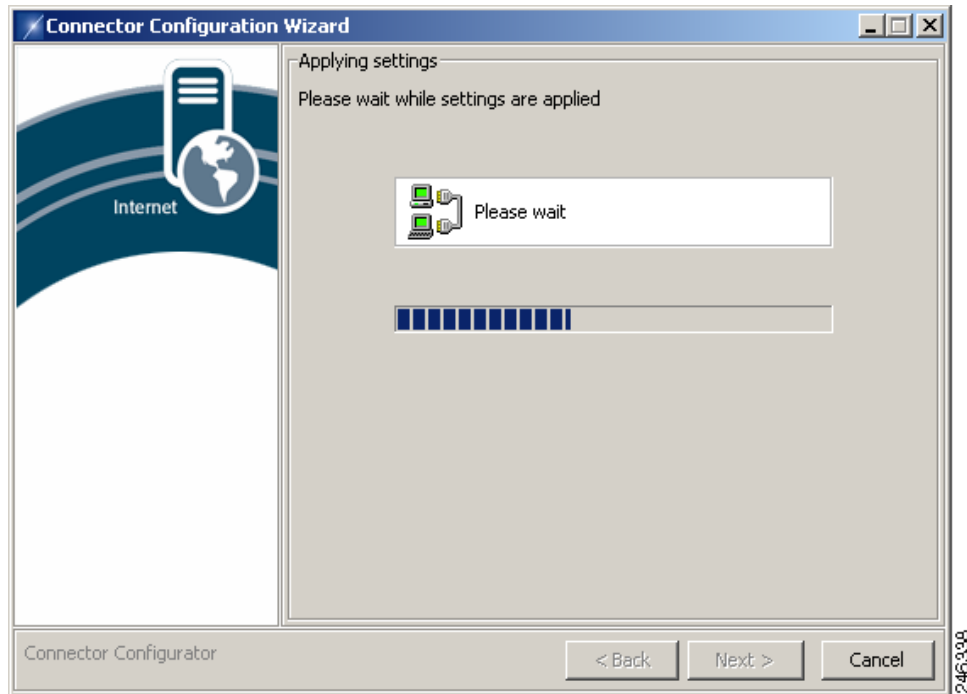 Connector Configuration Wizard
Internet
Applying settings
Please wait while settings are applied
Please wait
Connector Configurator
< Back
Next >
Cancel
246338